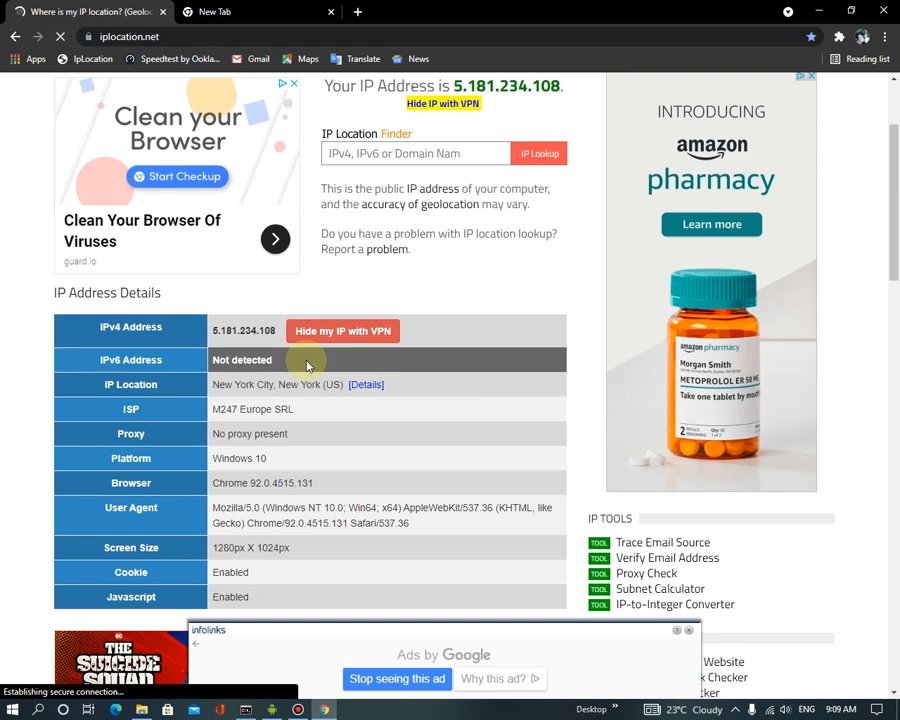 Where is my IP location? (Geoloc
New Tab
iplocation.net
Apps
IpLocation
Speedtest by Ookla...
Gmail
Maps
Translate
News
Reading list
Clean your
Browser
Start Checkup
Clean Your Browser Of
Viruses
guard.io
Your IP Address is 5.181.234.108.
Hide IP with VPN
IP Location Finder
IPv4, IPv6 or Domain Nam
IP Lookup
This is the public IP address of your computer,
and the accuracy of geolocation may vary.
Do you have a problem with IP location lookup?
Report a problem.
INTRODUCING
amazon
pharmacy
Learn more
amazon pharmacy
Morgan Smith
METOPROLOL ER 50 MG
Take one tablet by mou
2 REFILLS
REMAINING
IP Address Details
IPv4 Address
5.181.234.108
Hide my IP with VPN
IPv6 Address
Not detected
IP Location
New York City, New York (US) [Details]
ISP
M247 Europe SRL
Proxy
No proxy present
Platform
Windows 10
Browser
Chrome 92.0.4515.131
User Agent
Mozilla/5.0 (Windows NT 10.0; Win64; x64) AppleWebKit/537.36 (KHTML, like
Gecko) Chrome/92.0.4515.131 Safari/537.36
Screen Size
1280px X 1024px
Cookie
Enabled
Javascript
Enabled
IP TOOLS
TOOL Trace Email Source
TOOL Verify Email Address
TOOL Proxy Check
TOOL Subnet Calculator
TOOL IP-to-Integer Converter
Website
k Checker
cker
DC
THE
SUICIDE
SQUAD
infolinks
Ads by Google
Stop seeing this ad
Why this ad?
Establishing secure connection...
Desktop
23°C Cloudy
ENG
9:09 AM